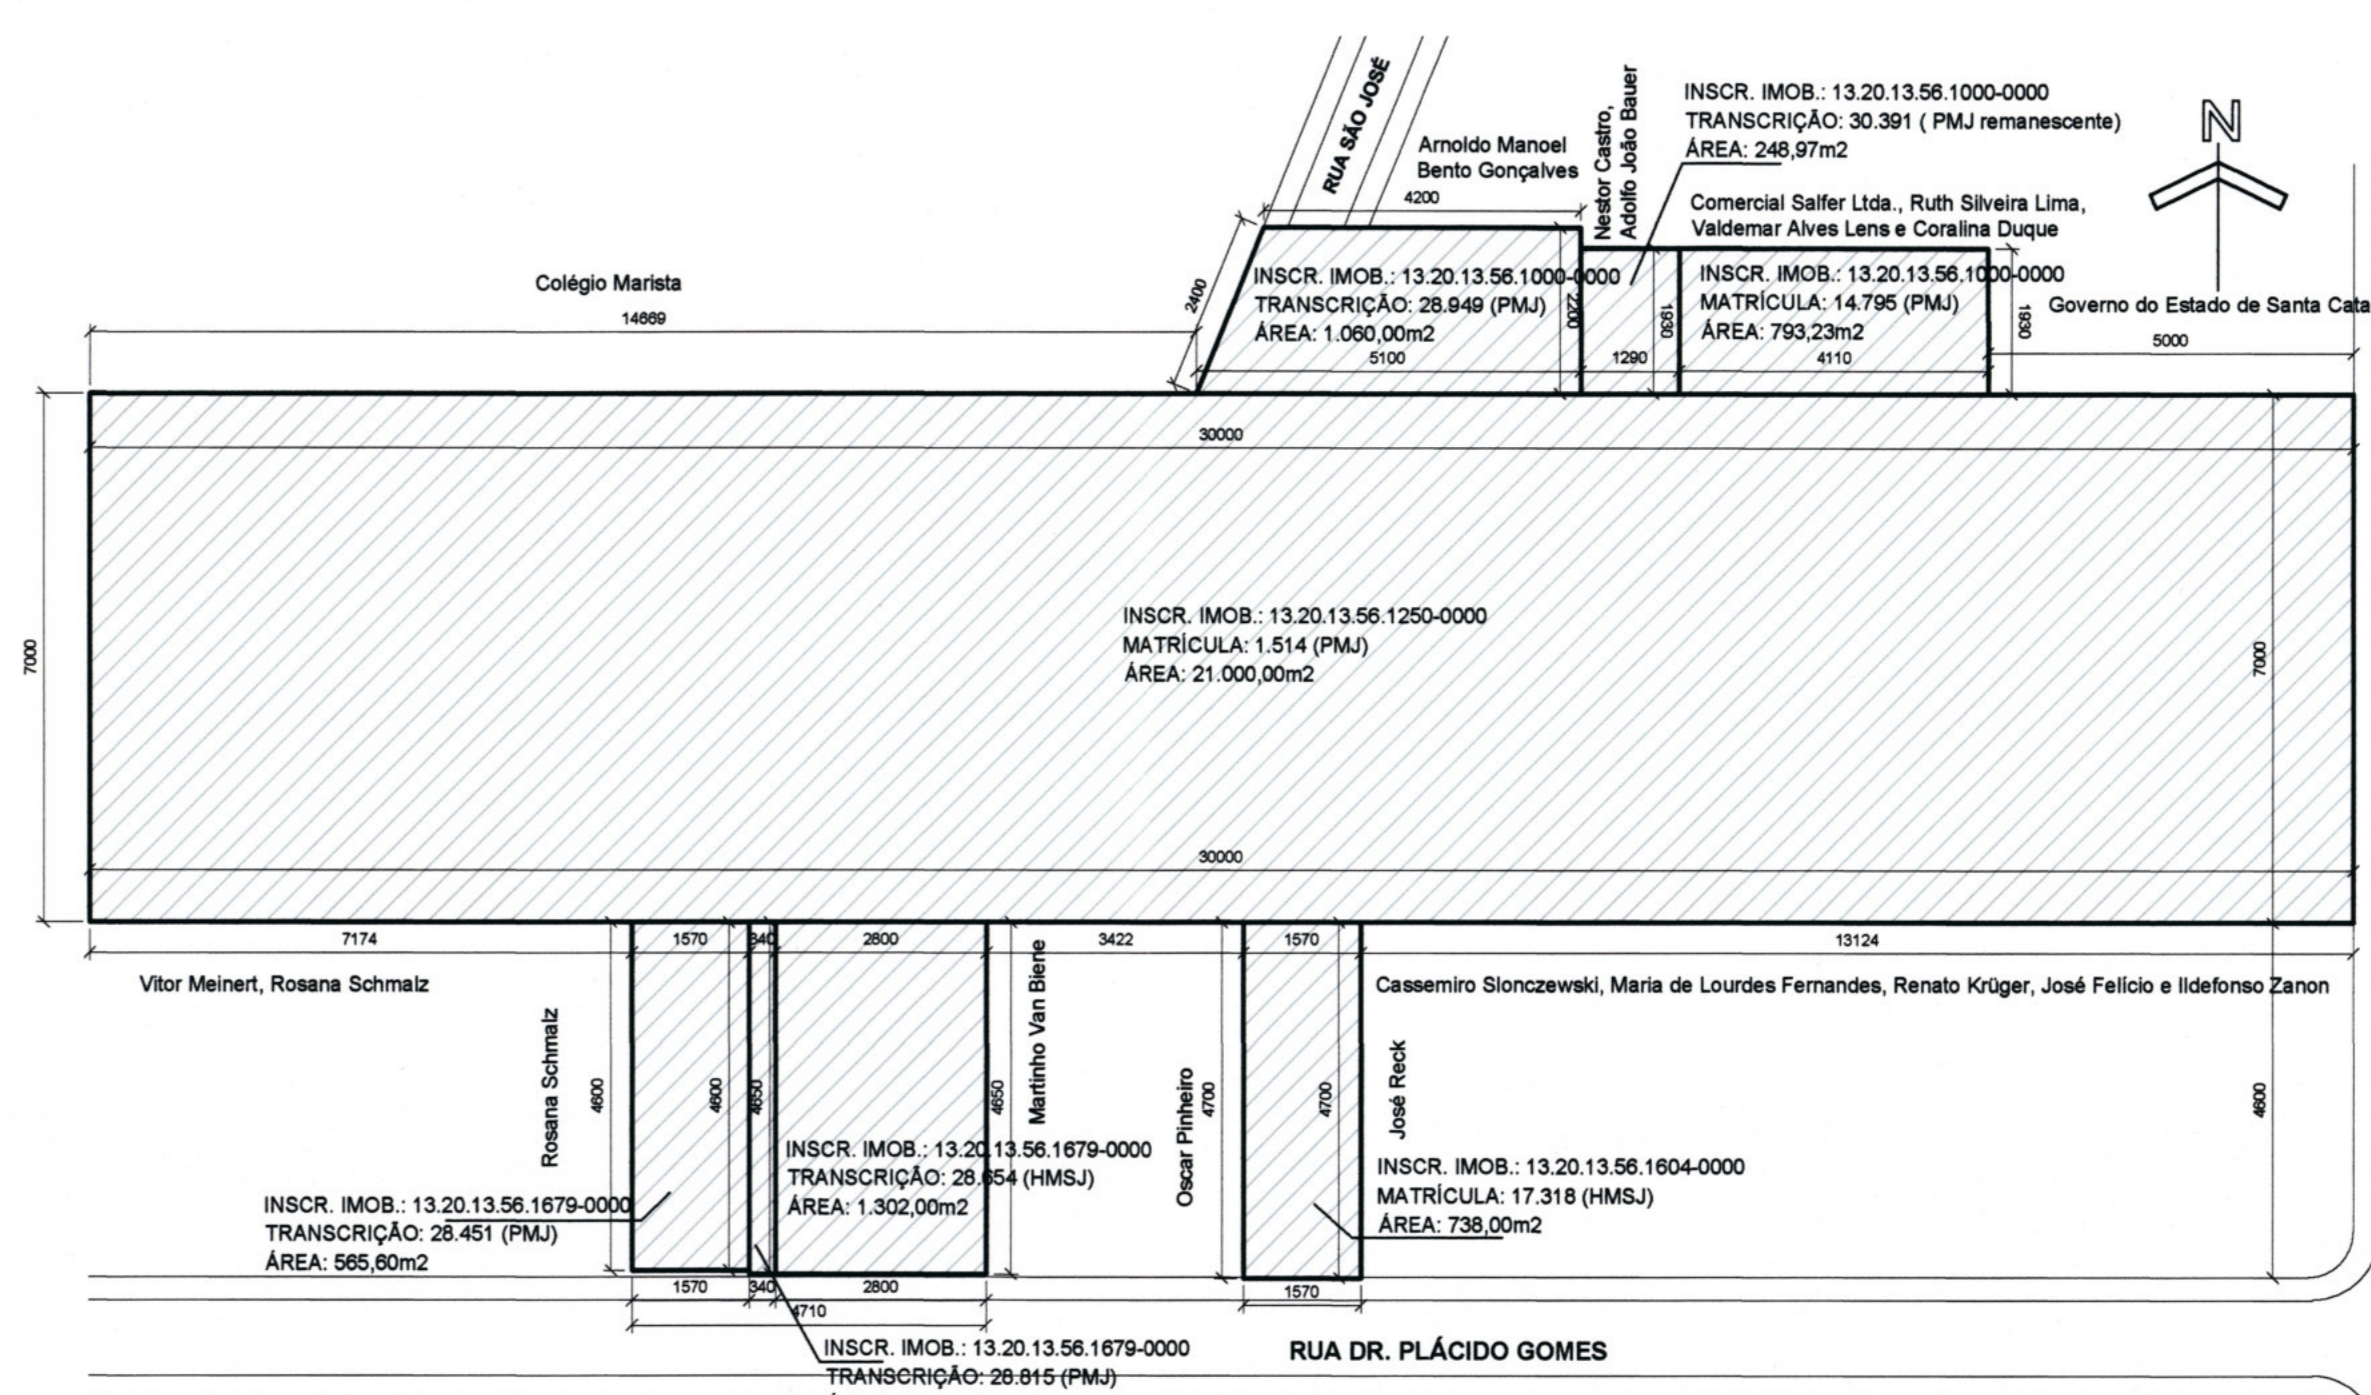 RUA SÃO JOSÉ
Arnoldo Manoel
Bento Gonçalves
4200
Nestor Castro,
Adolfo João Bauer
INSCR. IMOB.: 13.20.13.56.1000-0000
TRANSCRIÇÃO: 30.391 ( PMJ remanescente)
ÁREA: 248,97m2
N
Comercial Salfer Ltda., Ruth Silveira Lima,
Valdemar Alves Lens e Coralina Duque
Colégio Marista
14669
2400
INSCR. IMOB.: 13.20.13.56.1000-0000
TRANSCRIÇÃO: 28.949 (PMJ)
ÁREA: 1.060,00m2
5100
2200
1290
1930
INSCR. IMOB.: 13.20.13.56.1000-0000
MATRÍCULA: 14.795 (PMJ)
ÁREA: 793,23m2
4110
1930
Governo do Estado de Santa Cata
5000
30000
7000
INSCR. IMOB.: 13.20.13.56.1250-0000
MATRÍCULA: 1.514 (PMJ)
ÁREA: 21.000,00m2
7000
30000
7174
1570
340
2800
3422
1570
13124
Vitor Meinert, Rosana Schmalz
Cassemiro Slonczewski, Maria de Lourdes Fernandes, Renato Krüger, José Felício e Ildefonso Zanon
Rosana Schmalz
4600
4600
4650
4650
Martinho Van Biene
Oscar Pinheiro
4700
4700
José Reck
4600
INSCR. IMOB.: 13.20.13.56.1679-0000
TRANSCRIÇÃO: 28.654 (HMSJ)
ÁREA: 1.302,00m2
INSCR. IMOB.: 13.20.13.56.1604-0000
MATRÍCULA: 17.318 (HMSJ)
ÁREA: 738,00m2
INSCR. IMOB.: 13.20.13.56.1679-0000
TRANSCRIÇÃO: 28.451 (PMJ)
ÁREA: 565,60m2
1570
340
2800
4710
1570
INSCR. IMOB.: 13.20.13.56.1679-0000
TRANSCRIÇÃO: 28.815 (PMJ)
RUA DR. PLÁCIDO GOMES